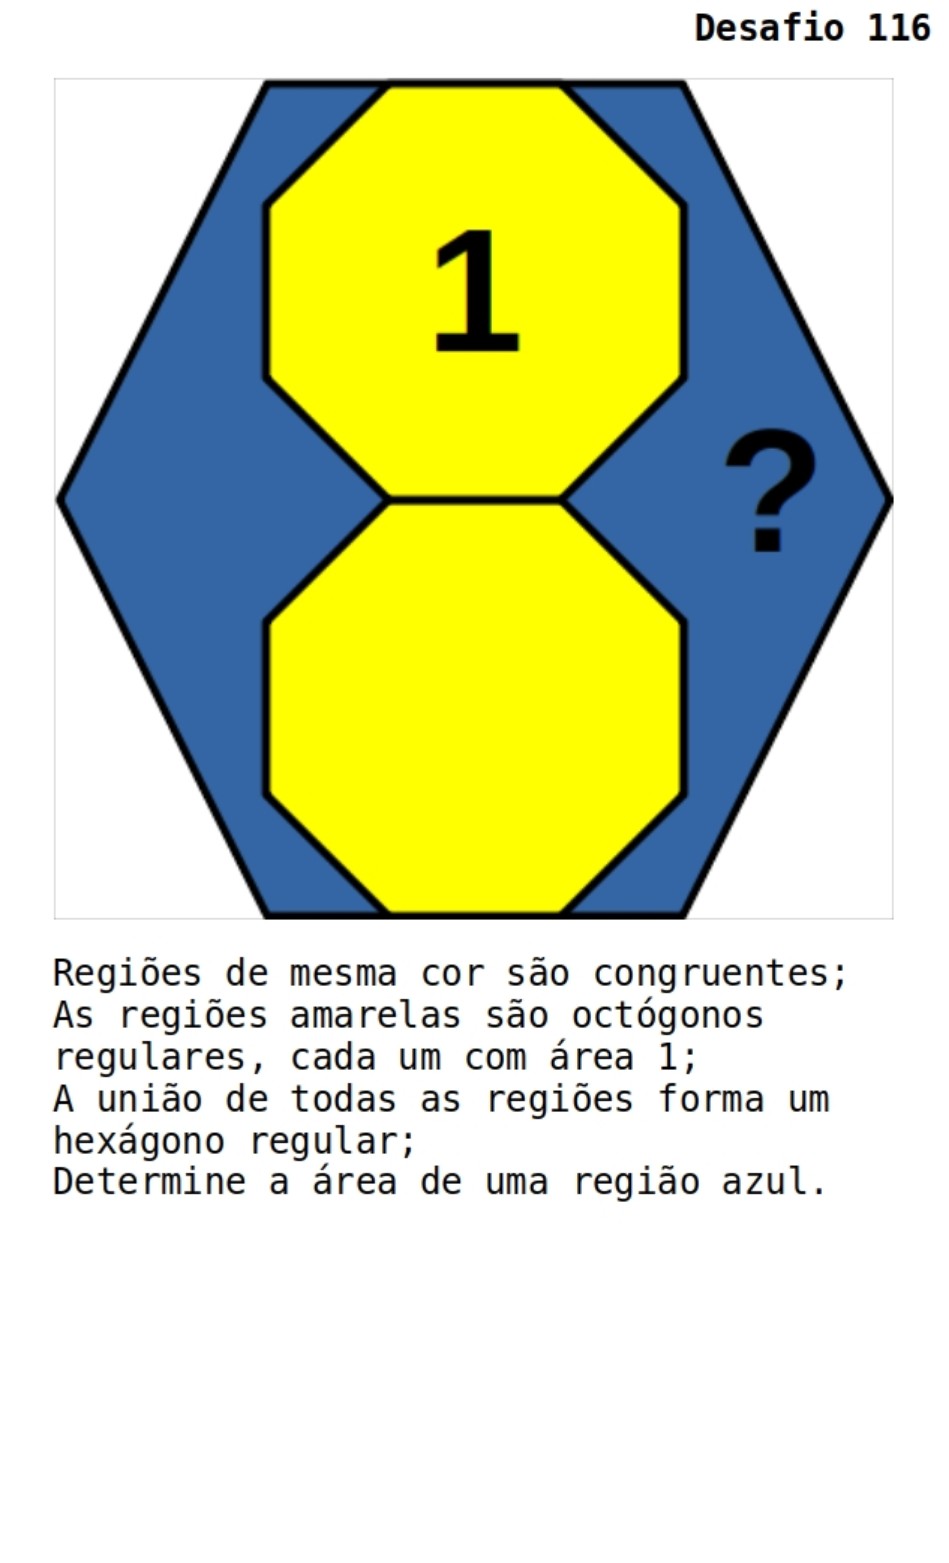 Desafio 116
1
?
Regiões de mesma cor são congruentes;
As regiões amarelas são octógonos
regulares, cada um com área 1;
A união de todas as regiões forma um
hexágono regular;
Determine a área de uma região azul.